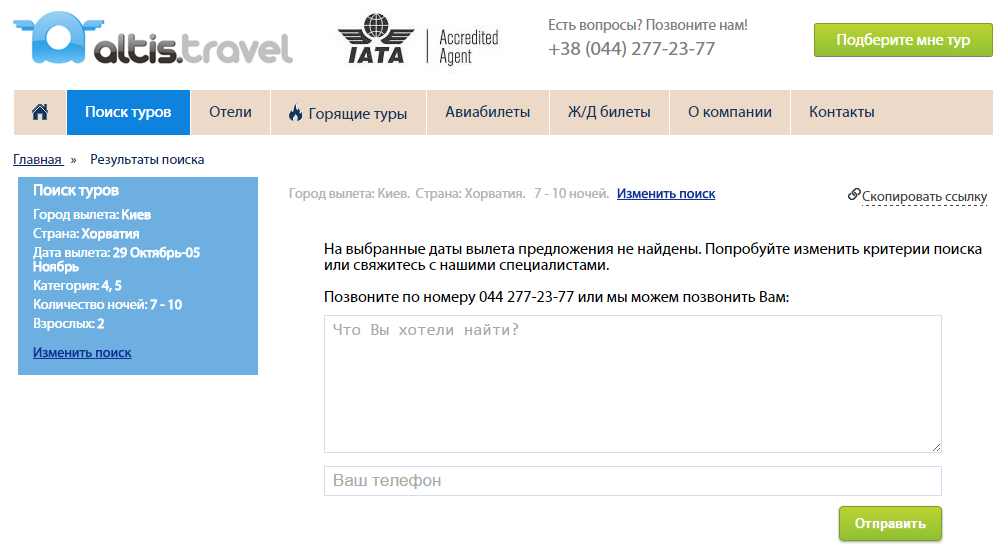 altis.travel
IATA
Accredited
Agent
Есть вопросы? Позвоните нам!
+38 (044) 277-23-77
Подберите мне тур
Поиск туров
Отели
Горящие туры
Авиабилеты
Ж/Д билеты
О компании
Контакты
Главная » Результаты поиска
Поиск туров
Город вылета: Киев
Страна: Хорватия
Дата вылета: 29 Октябрь-05
Ноябрь
Категория: 4, 5
Количество ночей: 7 - 10
Взрослых: 2
Изменить поиск
Город вылета: Киев. Страна: Хорватия. 7 - 10 ночей. Изменить поиск
Скопировать ссылку
На выбранные даты вылета предложения не найдены. Попробуйте изменить критерии поиска
или свяжитесь с нашими специалистами.
Позвоните по номеру 044 277-23-77 или мы можем позвонить Вам:
Что Вы хотели найти?
Ваш телефон
Отправить